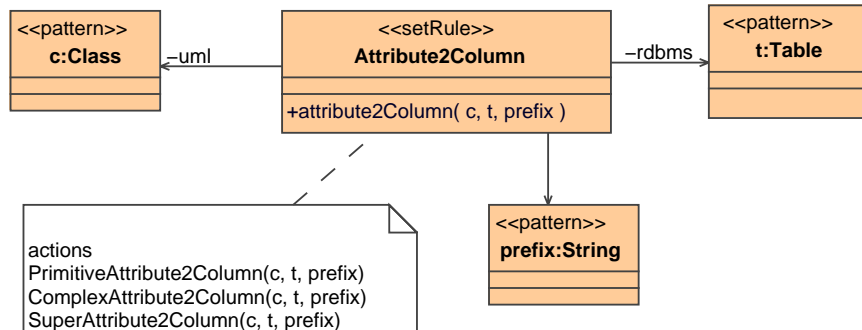 <<pattern>>
c:Class
–uml
<<setRule>>
Attribute2Column
+attribute2Column( c, t, prefix )
–rdbms
<<pattern>>
t:Table
<<pattern>>
prefix:String
actions
PrimitiveAttribute2Column(c, t, prefix)
ComplexAttribute2Column(c, t, prefix)
SuperAttribute2Column(c, t, prefix)